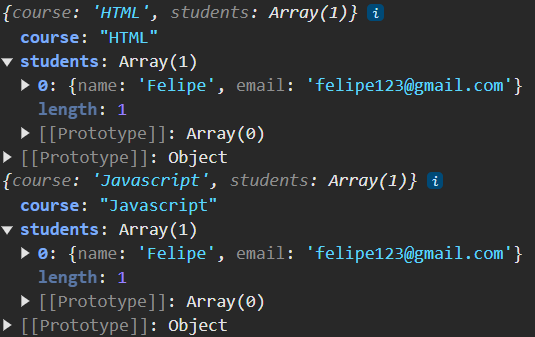 {course: 'HTML', students: Array(1)} i
course: "HTML"
▼ students: Array(1)
▶ 0: {name: 'Felipe', email: 'felipe123@gmail.com'}
length: 1
▶ [[Prototype]]: Array(0)
▶ [[Prototype]]: Object
{course: 'Javascript', students: Array(1)} i
course: "Javascript"
▼ students: Array(1)
▶ 0: {name: 'Felipe', email: 'felipe123@gmail.com'}
length: 1
▶ [[Prototype]]: Array(0)
▶ [[Prototype]]: Object